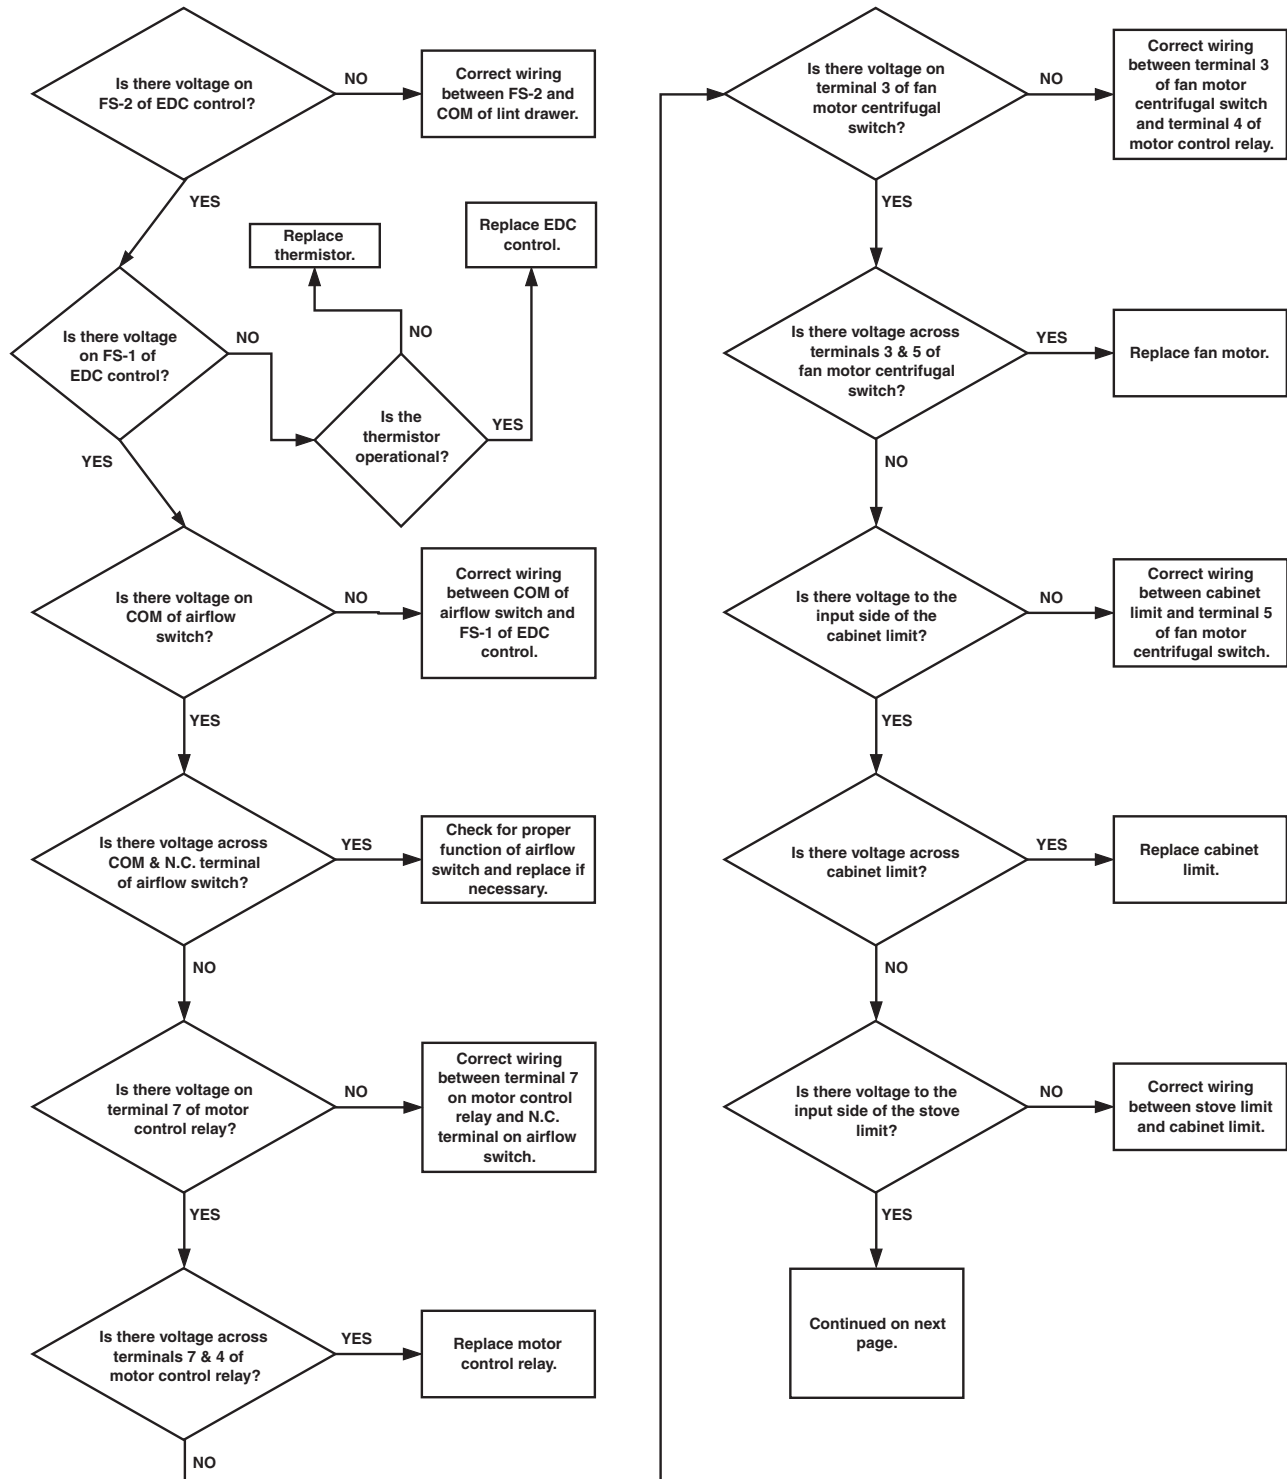 Is there voltage on
FS-2 of EDC control?
NO
Correct wiring
between FS-2 and
COM of lint drawer.
YES
Is there voltage
on FS-1 of
EDC control?
NO
Replace
thermistor.
Replace EDC
control.
NO
Is the
thermistor
operational?
YES
YES
Is there voltage on
COM of airflow
switch?
NO
Correct wiring
between COM of
airflow switch and
FS-1 of EDC
control.
YES
Is there voltage across
COM & N.C. terminal
of airflow switch?
YES
Check for proper
function of airflow
switch and replace if
necessary.
NO
Is there voltage on
terminal 7 of motor
control relay?
NO
Correct wiring
between terminal 7
on motor control
relay and N.C.
terminal on airflow
switch.
YES
Is there voltage across
terminals 7 & 4 of
motor control relay?
YES
Replace motor
control relay.
NO
Is there voltage on
terminal 3 of fan
motor centrifugal
switch?
NO
Correct wiring
between terminal 3
of fan motor
centrifugal switch
and terminal 4 of
motor control relay.
YES
Is there voltage across
terminals 3 & 5 of
fan motor centrifugal
switch?
YES
Replace fan motor.
NO
Is there voltage to the
input side of the
cabinet limit?
NO
Correct wiring
between cabinet
limit and terminal 5
of fan motor
centrifugal switch.
YES
Is there voltage across
cabinet limit?
YES
Replace cabinet
limit.
NO
Is there voltage to the
input side of the stove
limit?
NO
Correct wiring
between stove limit
and cabinet limit.
YES
Continued on next
page.